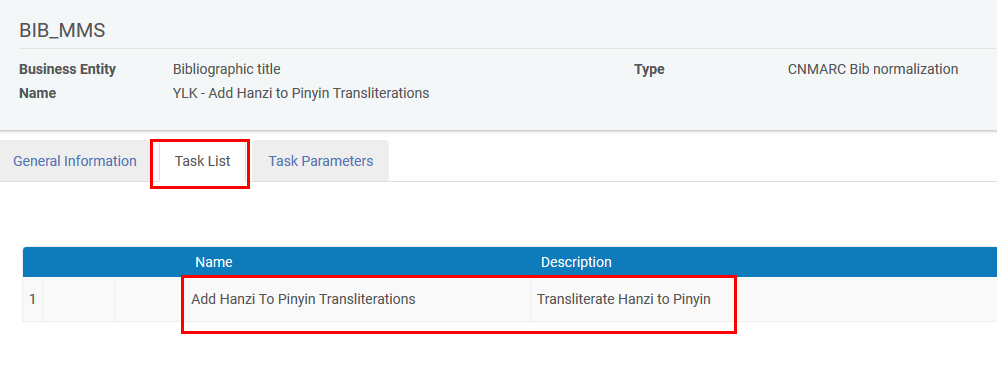 BIB_MMS
Business Entity Bibliographic title Type CNMARC Bib normalization
Name YLK - Add Hanzi to Pinyin Transliterations
General Information Task List Task Parameters
Name Description
1 Add Hanzi To Pinyin Transliterations Transliterate Hanzi to Pinyin